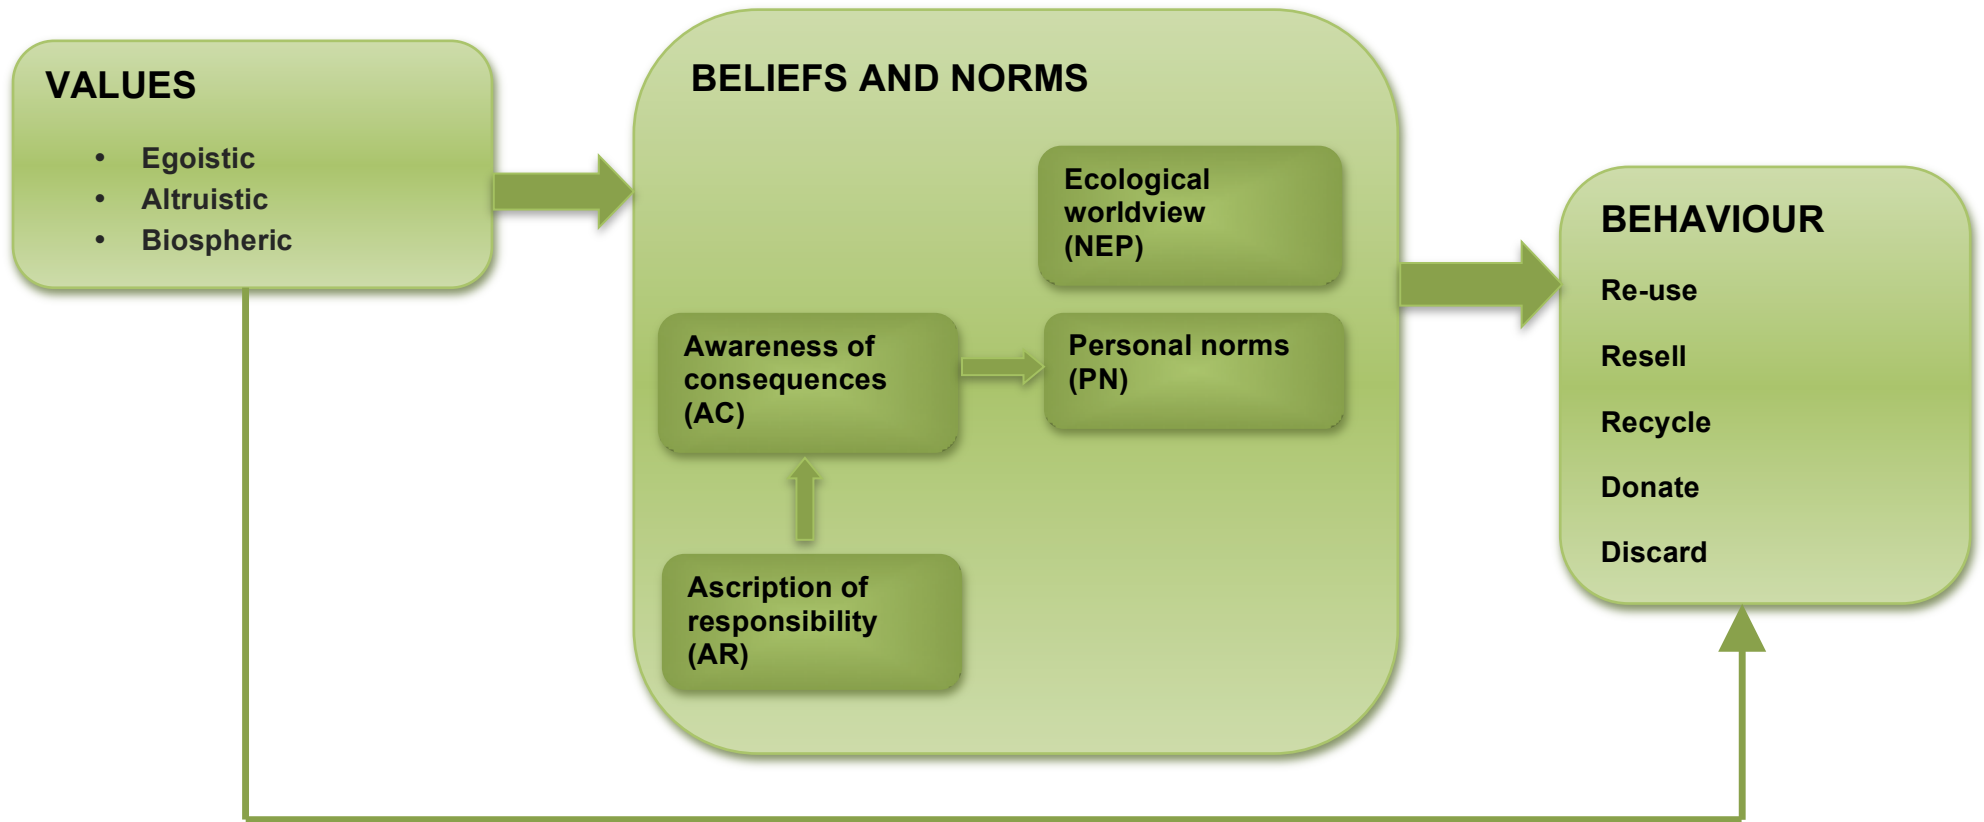 VALUES
• Egoistic
• Altruistic
• Biospheric
BELIEFS AND NORMS
Ecological
worldview
(NEP)
Awareness of
consequences
(AC)
Personal norms
(PN)
Ascription of
responsibility
(AR)
BEHAVIOUR
Re-use
Resell
Recycle
Donate
Discard